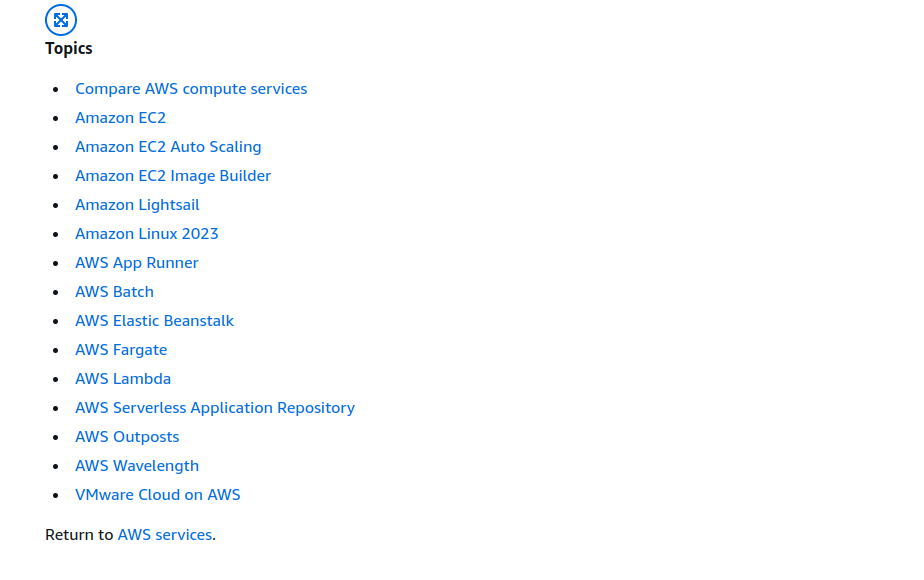 Topics
Compare AWS compute services
Amazon EC2
Amazon EC2 Auto Scaling
Amazon EC2 Image Builder
Amazon Lightsail
Amazon Linux 2023
AWS App Runner
AWS Batch
AWS Elastic Beanstalk
AWS Fargate
AWS Lambda
AWS Serverless Application Repository
AWS Outposts
AWS Wavelength
VMware Cloud on AWS
Return to AWS services.